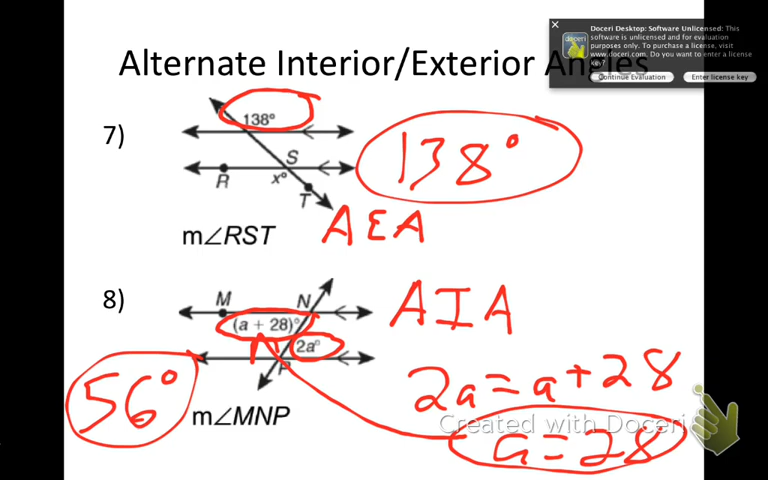 Doceri Desktop: Software Unlicensed: This
software is unlicensed and for evaluation
purposes only. To purchase a license, visit
www.doceri.com. Do you want to enter a license
key?
Continue Evaluation Enter license key
Alternate Interior/Exterior Angles
7)
138°
S
R
x°
T
138°
m∠RST
AEA
8)
M
N
(a + 28)°
2a°
P
AIA
56°
m∠MNP
2a=a+28
Created with Doceri
a=28